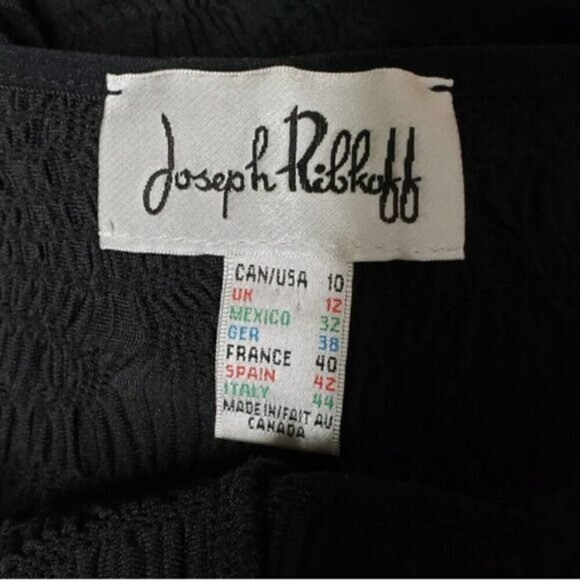 Joseph Ribkoff
CAN/USA 10
UK 12
MEXICO 32
GER 38
FRANCE 40
SPAIN 42
ITALY 44
MADE IN/FAIT AU
CANADA